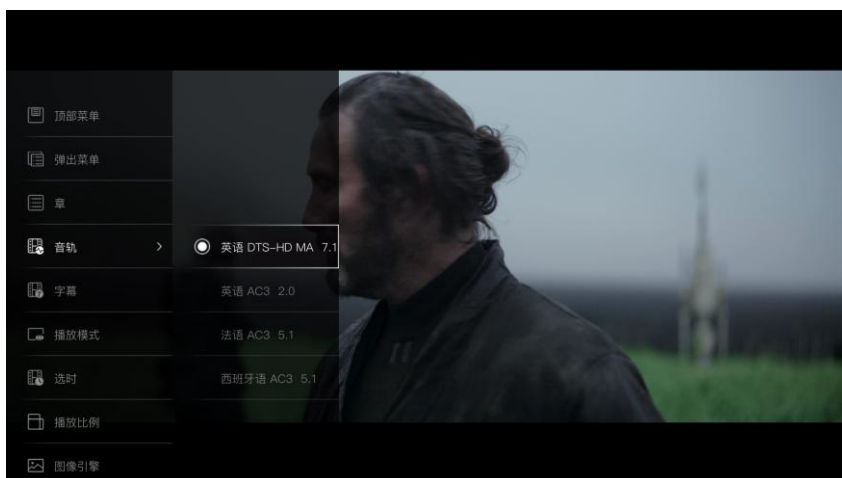 顶部菜单
弹出菜单
章
音轨
英语 DTS-HD MA 7.1
字幕
英语 AC3 2.0
播放模式
法语 AC3 5.1
选时
西班牙语 AC3 5.1
播放比例
图像引擎